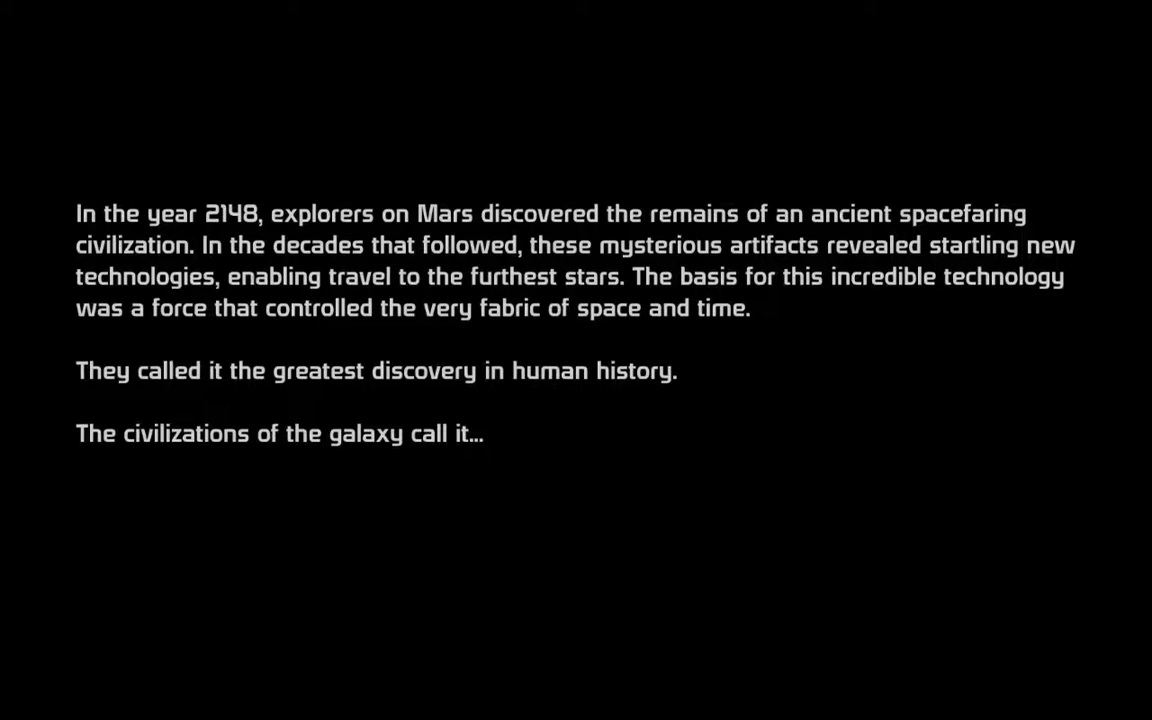 In the year 2148, explorers on Mars discovered the remains of an ancient spacefaring
civilization. In the decades that followed, these mysterious artifacts revealed startling new
technologies, enabling travel to the furthest stars. The basis for this incredible technology
was a force that controlled the very fabric of space and time.
They called it the greatest discovery in human history.
The civilizations of the galaxy call it...